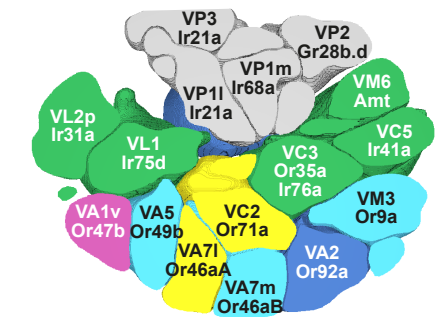 VP3
Ir21a
VP2
Gr28b.d
VP1m
Ir68a
VP1l
Ir21a
VM6
Amt
VL2p
Ir31a
VL1
Ir75d
VC5
Ir41a
VC3
Or35a
Ir76a
VM3
Or9a
VA1v
Or47b
VA5
Or49b
VC2
Or71a
VA7l
Or46aA
VA2
Or92a
VA7m
Or46aB